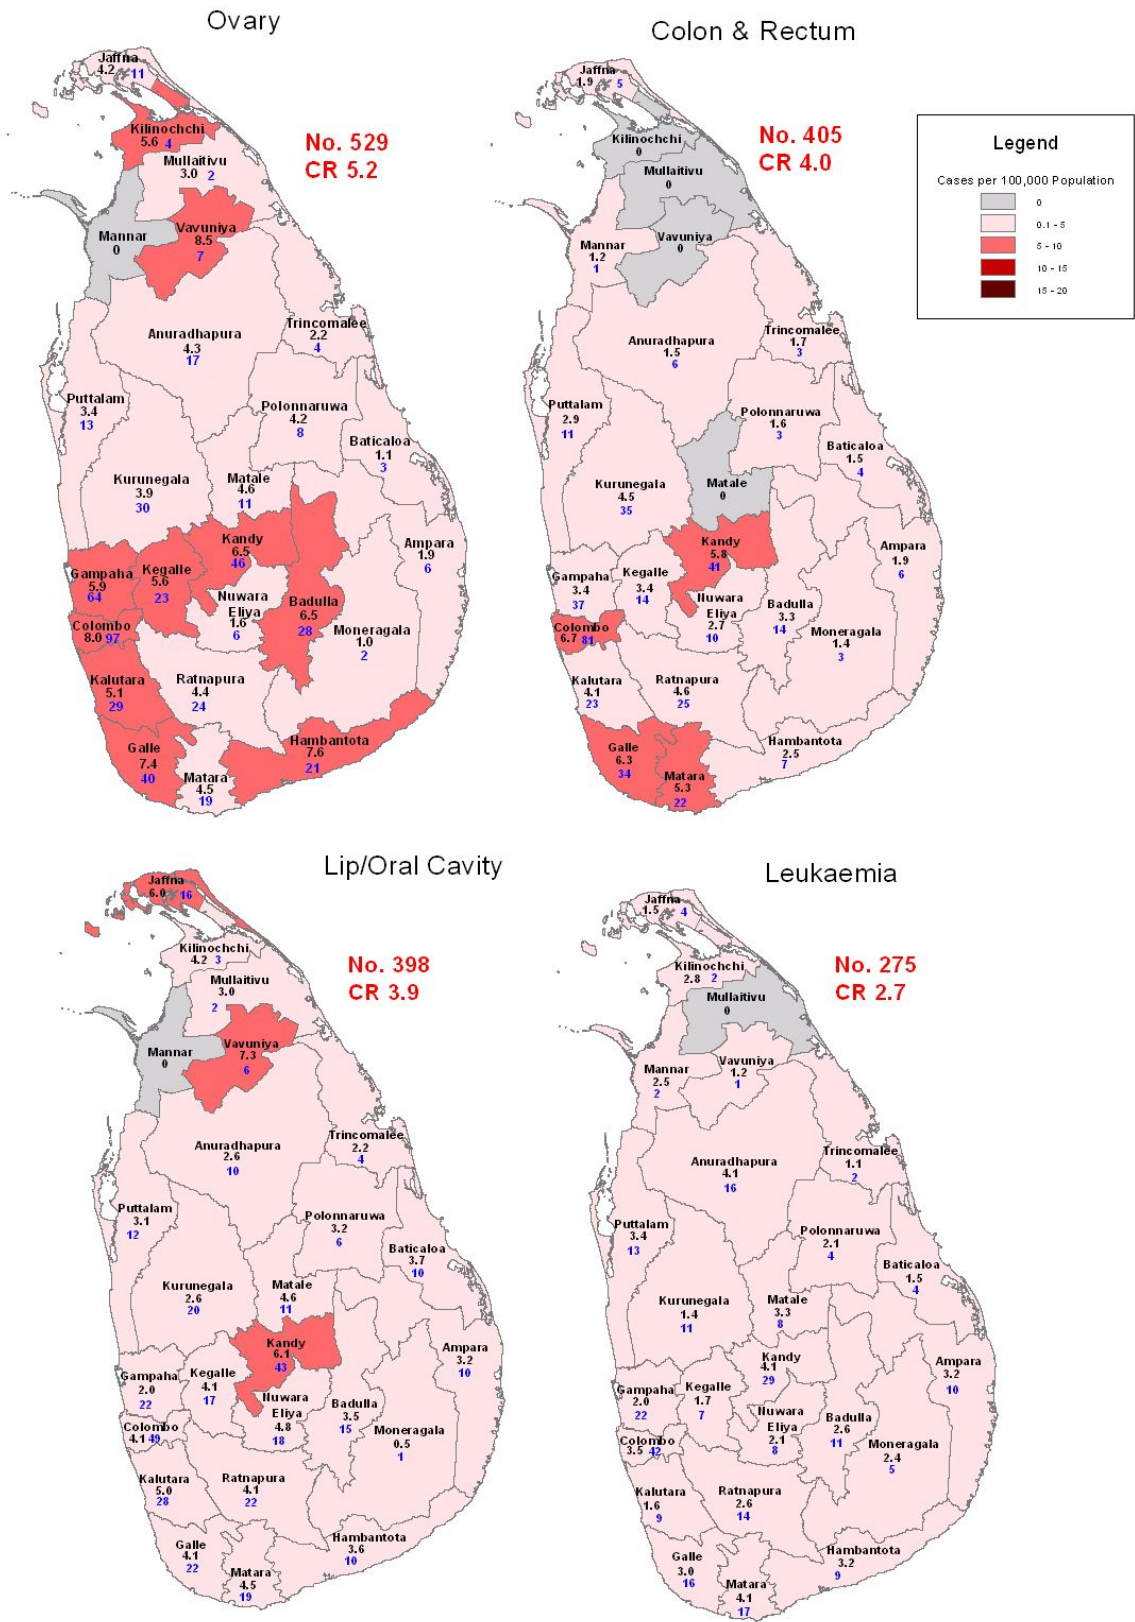 Ovary
Jaffna
4.2 11
Kilinochchi
5.6 4
Mullaitivu
3.0 2
No. 529
CR 5.2
Mannar
0
Vavuniya
8.5
7
Anuradhapura
4.3
17
Trincomalee
2.2
4
Puttalam
3.4
13
Polonnaruwa
4.2
8
Baticaloa
1.1
3
Kurunegala
3.9
30
Matale
4.6
11
Kandy
6.5
46
Ampara
1.9
6
Gampaha
5.9
64
Kegalle
5.6
23
Nuwara
Eliya
1.6
6
Badulla
6.5
28
Moneragala
1.0
2
Colombo
8.0 97
Kalutara
5.1
29
Ratnapura
4.4
24
Galle
7.4
40
Matara
4.5
19
Hambantota
7.6
21
Colon & Rectum
Jaffna
1.9 5
Kilinochchi
0
Mullaitivu
0
No. 405
CR 4.0
Mannar
1.2
1
Vavuniya
0
Anuradhapura
1.5
6
Trincomalee
1.7
3
Puttalam
2.9
11
Polonnaruwa
1.6
3
Baticaloa
1.5
4
Kurunegala
4.5
35
Matale
0
Kandy
5.8
41
Ampara
1.9
6
Gampaha
3.4
37
Kegalle
3.4
14
Nuwara
Eliya
2.7
10
Badulla
3.3
14
Moneragala
1.4
3
Colombo
6.7 81
Kalutara
4.1
23
Ratnapura
4.6
25
Galle
6.3
34
Matara
5.3
22
Hambantota
2.5
7
Legend
Cases per 100,000 Population
0
0.1 - 5
5 - 10
10 - 15
15 - 20
Lip/Oral Cavity
Jaffna
6.0 16
Kilinochchi
4.2 3
Mullaitivu
3.0
2
No. 398
CR 3.9
Mannar
0
Vavuniya
7.3
6
Anuradhapura
2.6
10
Trincomalee
2.2
4
Puttalam
3.1
12
Polonnaruwa
3.2
6
Baticaloa
3.7
10
Kurunegala
2.6
20
Matale
4.6
11
Kandy
6.1
43
Ampara
3.2
10
Gampaha
2.0
22
Kegalle
4.1
17
Nuwara
Eliya
4.8
18
Badulla
3.5
15
Moneragala
0.5
1
Colombo
4.1 49
Kalutara
5.0
28
Ratnapura
4.1
22
Galle
4.1
22
Matara
4.5
19
Hambantota
3.6
10
Leukaemia
Jaffna
1.5 4
Kilinochchi
2.8 2
Mullaitivu
0
No. 275
CR 2.7
Mannar
2.5
2
Vavuniya
1.2
1
Anuradhapura
4.1
16
Trincomalee
1.1
2
Puttalam
3.4
13
Polonnaruwa
2.1
4
Baticaloa
1.5
4
Kurunegala
1.4
11
Matale
3.3
8
Kandy
4.1
29
Ampara
3.2
10
Gampaha
2.0
22
Kegalle
1.7
7
Nuwara
Eliya
2.1
8
Badulla
2.6
11
Moneragala
2.4
5
Colombo
3.5 42
Kalutara
1.6
9
Ratnapura
2.6
14
Galle
3.0
16
Matara
4.1
17
Hambantota
3.2
9